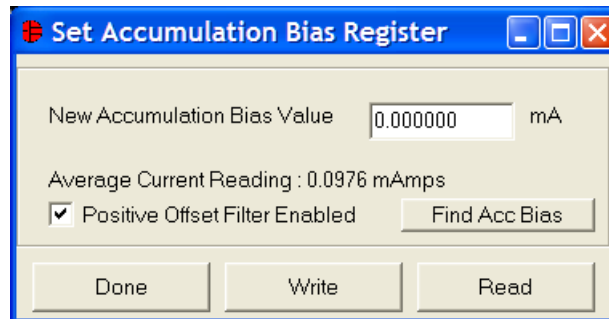 Set Accumulation Bias Register
New Accumulation Bias Value 0.000000 mA
Average Current Reading : 0.0976 mAmps
Positive Offset Filter Enabled Find Acc Bias
Done Write Read